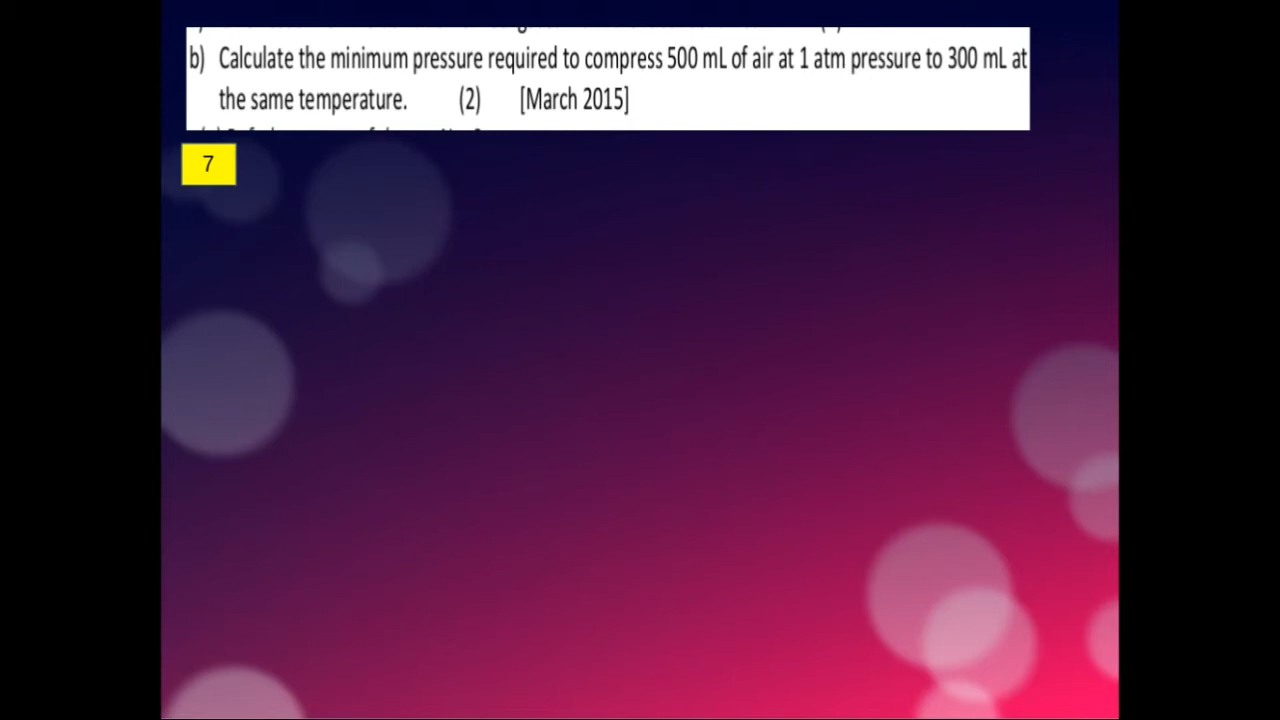 b) Calculate the minimum pressure required to compress 500 mL of air at 1 atm pressure to 300 mL at
the same temperature. (2) [March 2015]
7